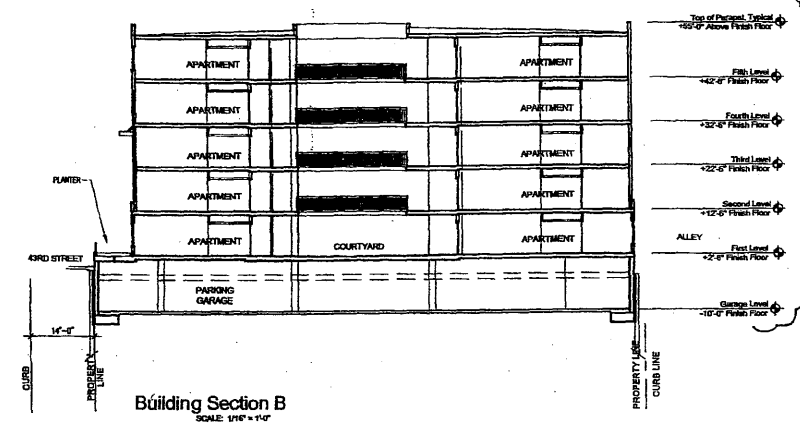 Top of Parapet, Typical
+55'-0" Above Finish Floor
APARTMENT
APARTMENT
Fifth Level
+42'-6" Finish Floor
APARTMENT
APARTMENT
Fourth Level
+32'-6" Finish Floor
APARTMENT
APARTMENT
Third Level
+22'-6" Finish Floor
PLANTER
APARTMENT
APARTMENT
Second Level
+12'-6" Finish Floor
APARTMENT
COURTYARD
APARTMENT
ALLEY
First Level
+2'-6" Finish Floor
43RD STREET
PARKING
GARAGE
Garage Level
-10'-0" Finish Floor
14'-0"
CURB
PROPERTY
LINE
PROPERTY LINE
CURB LINE
Building Section B
SCALE: 1/16" = 1'-0"